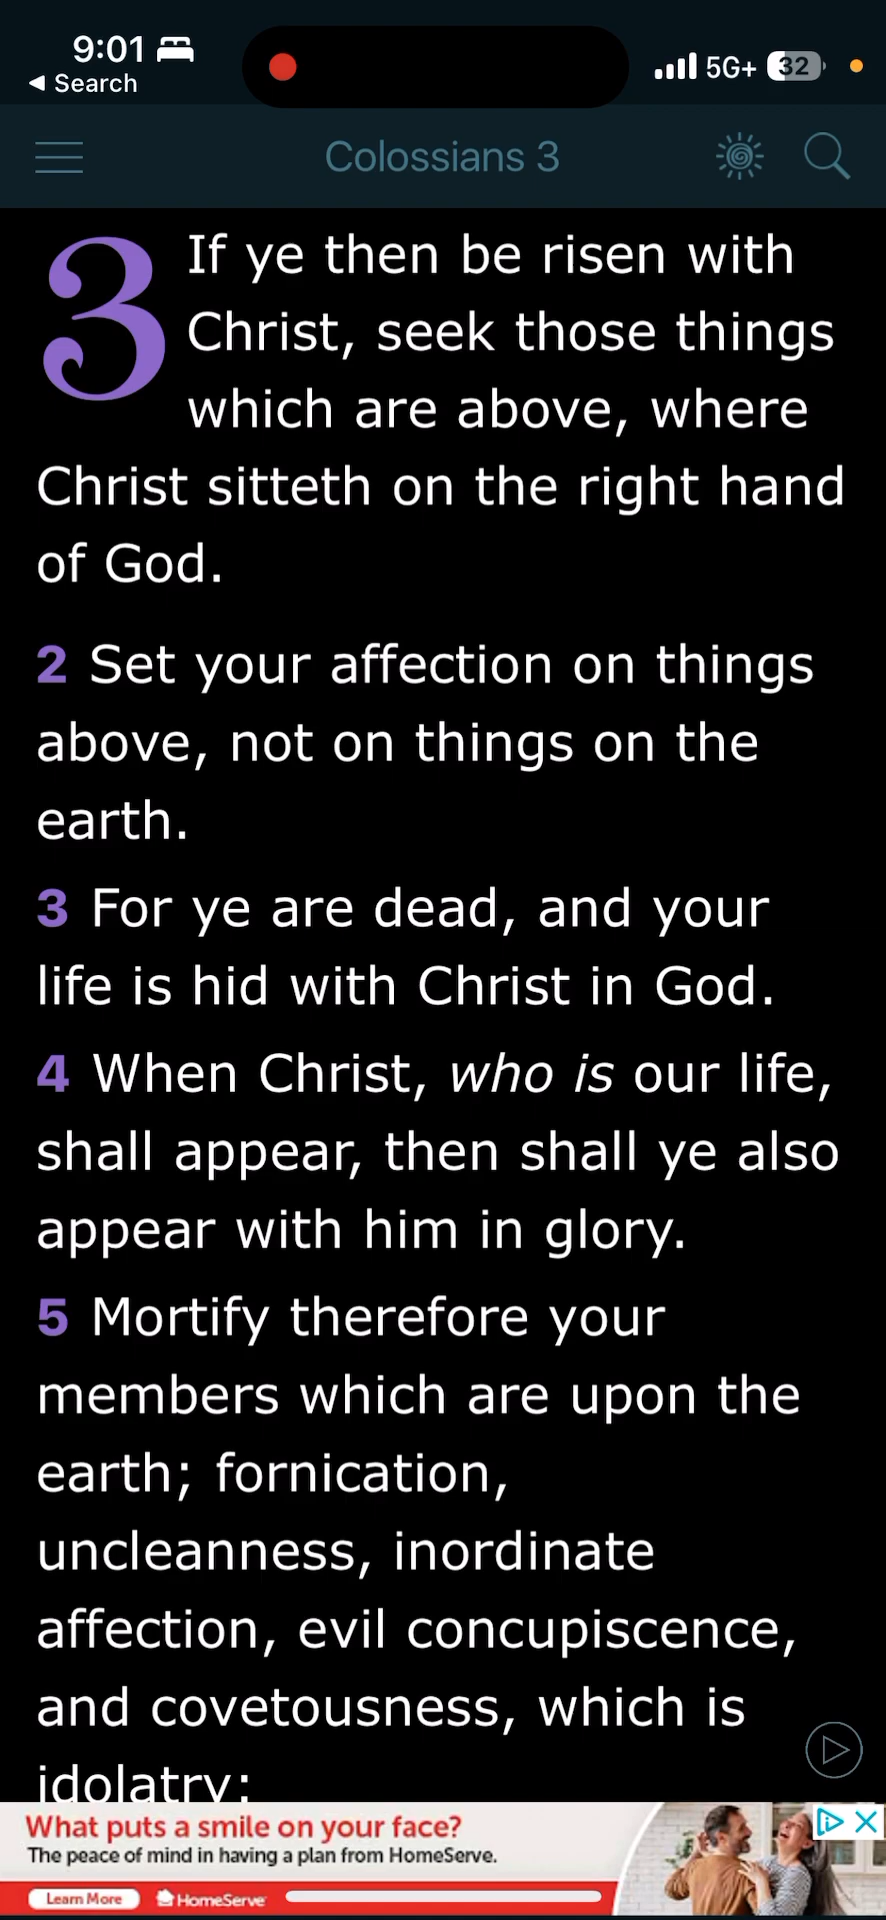 9:01
◀ Search
5G+ 32
Colossians 3
3 If ye then be risen with
Christ, seek those things
which are above, where
Christ sitteth on the right hand
of God.
2 Set your affection on things
above, not on things on the
earth.
3 For ye are dead, and your
life is hid with Christ in God.
4 When Christ, who is our life,
shall appear, then shall ye also
appear with him in glory.
5 Mortify therefore your
members which are upon the
earth; fornication,
uncleanness, inordinate
affection, evil concupiscence,
and covetousness, which is
idolatry:
What puts a smile on your face?
The peace of mind in having a plan from HomeServe.
Learn More HomeServe